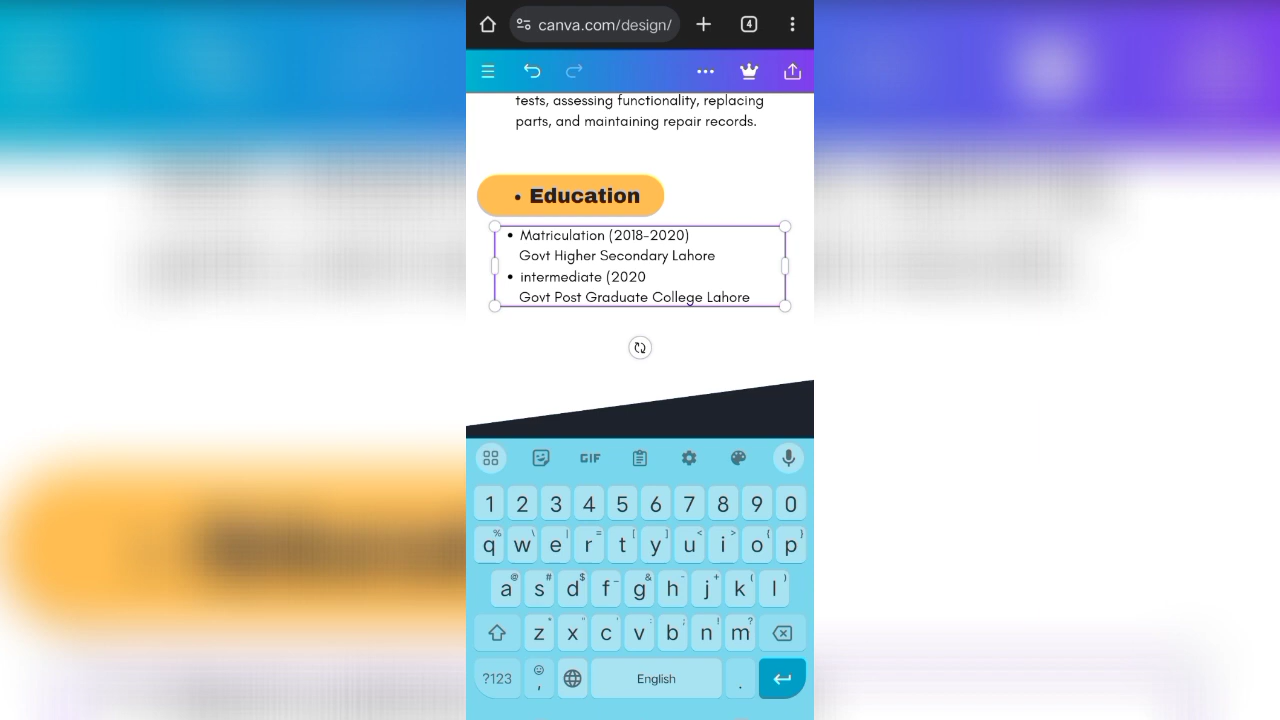 canva.com/design/
4
tests, assessing functionality, replacing
parts, and maintaining repair records.
• Education
• Matriculation (2018-2020)
Govt Higher Secondary Lahore
• intermediate (2020
Govt Post Graduate College Lahore
GIF
1 2 3 4 5 6 7 8 9 0
q% w\ e| r= t[ y] u< i> o{ p}
a@ s# d$ f_ g& h- j+ k( l)
z* x" c' v: b; n! m?
?123 , English .